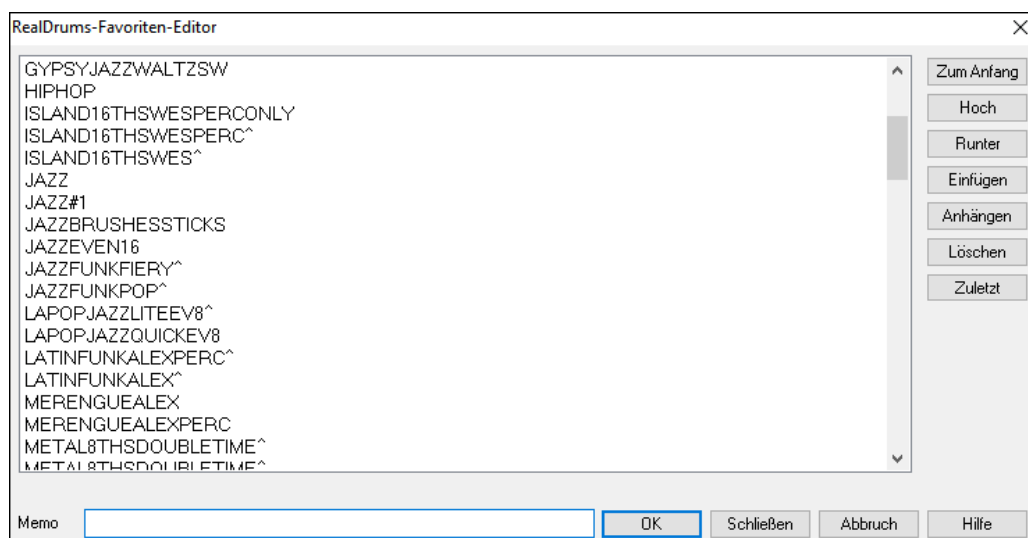 RealDrums-Favoriten-Editor
GYPSYJAZZWALTZSW
HIPHOP
ISLAND16THSWESPERCONLY
ISLAND16THSWESPERC^
ISLAND16THSWES^
JAZZ
JAZZ#1
JAZZBRUSHESSTICKS
JAZZEVEN16
JAZZFUNKFIERY^
JAZZFUNKPOP^
LAPOPJAZZLITEEV8^
LAPOPJAZZQUICKEV8
LATINFUNKALEXPERC^
LATINFUNKALEX^
MERENGUEALEX
MERENGUEALEXPERC
METAL8THSDOUBLETIME^
METAL8THSDOUBLETIME^
Zum Anfang
Hoch
Runter
Einfügen
Anhängen
Löschen
Zuletzt
Memo
OK
Schließen
Abbruch
Hilfe